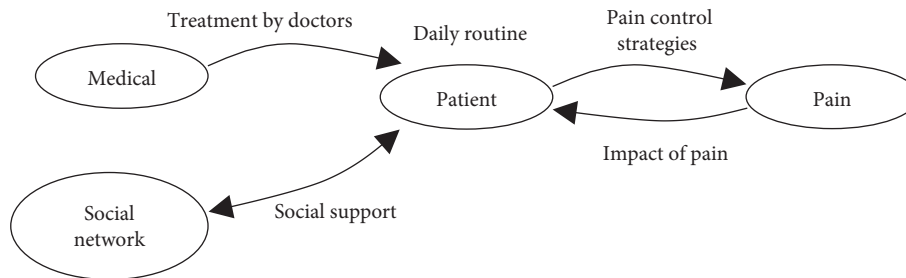 Treatment by doctors
Medical
Daily routine
Patient
Pain control
strategies
Pain
Impact of pain
Social support
Social
network